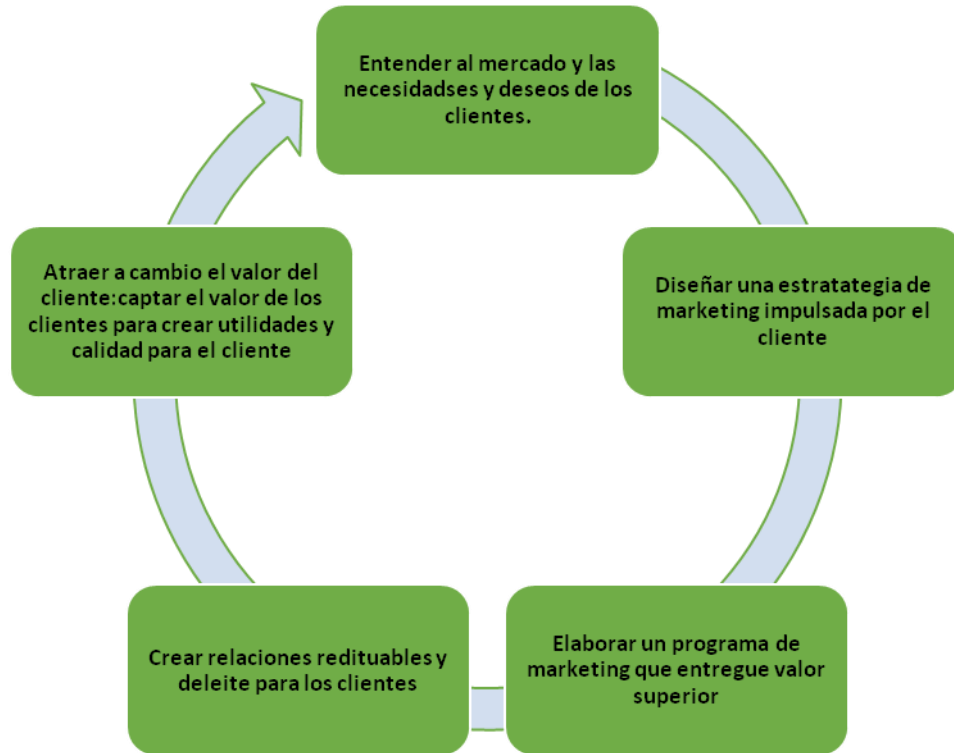 Entender al mercado y las
necesidadses y deseos de los
clientes.
Diseñar una estratategia de
marketing impulsada por el
cliente
Elaborar un programa de
marketing que entregue valor
superior
Crear relaciones redituables y
deleite para los clientes
Atraer a cambio el valor del
cliente:captar el valor de los
clientes para crear utilidades y
calidad para el cliente